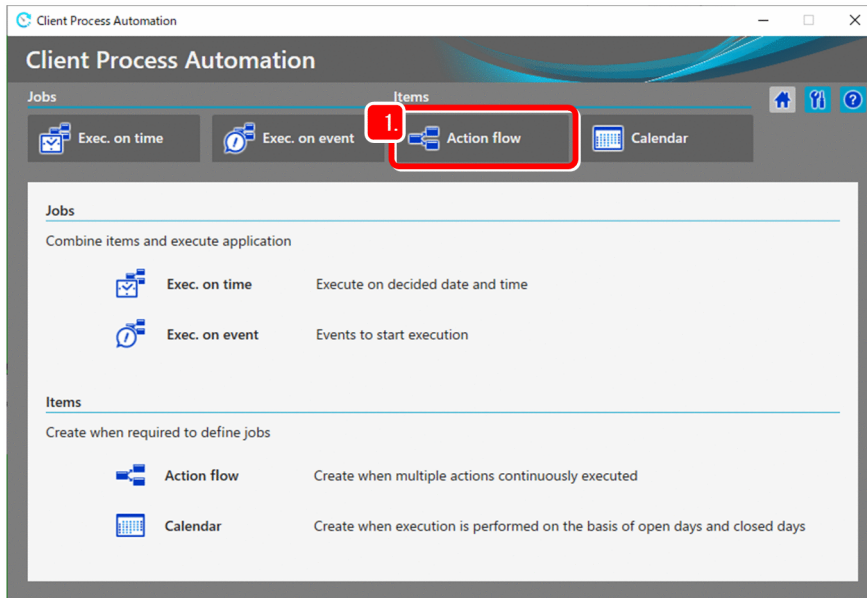 Client Process Automation
Client Process Automation
Jobs Items
Exec. on time Exec. on event 1. Action flow Calendar
Jobs
Combine items and execute application
Exec. on time Execute on decided date and time
Exec. on event Events to start execution
Items
Create when required to define jobs
Action flow Create when multiple actions continuously executed
Calendar Create when execution is performed on the basis of open days and closed days